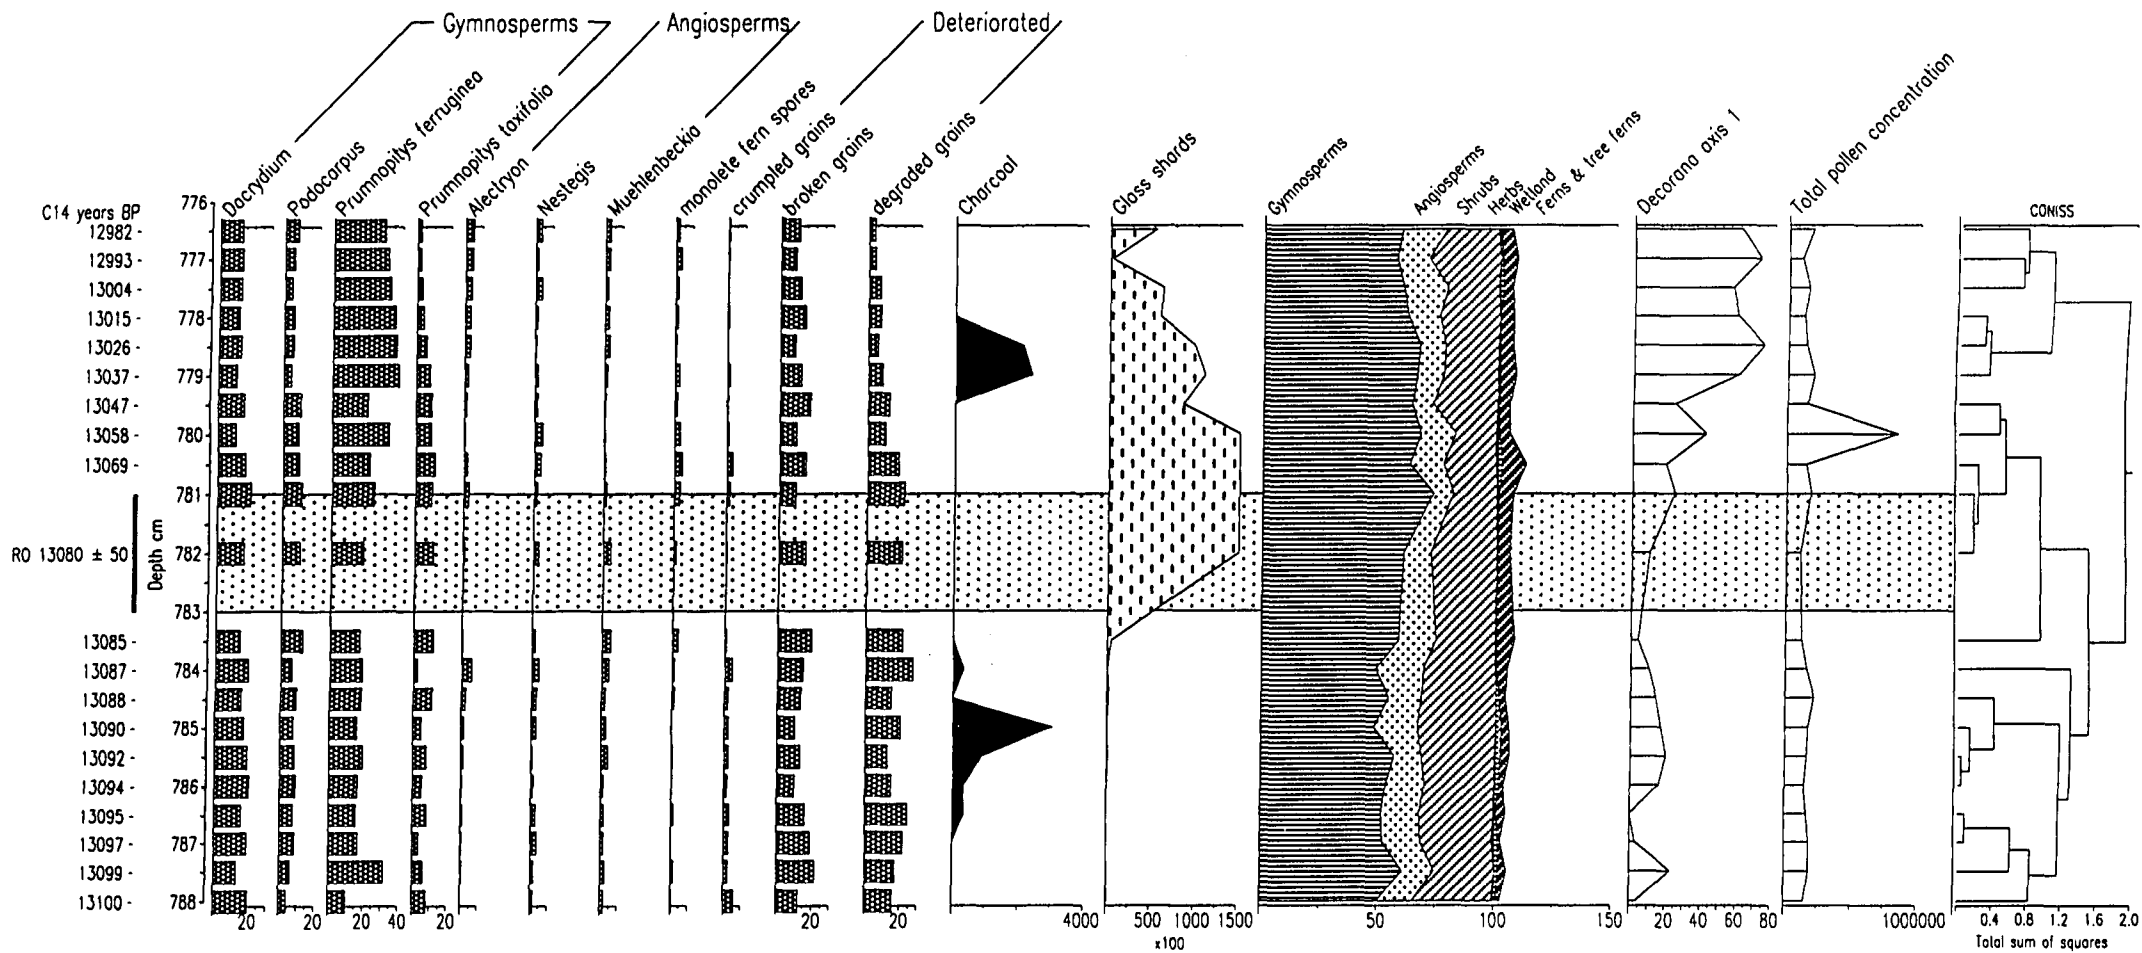 Gymnosperms
Angiosperms
Deteriorated
Dacrydium
Podocarpus
Prumnopitys ferruginea
Prumnopitys taxifolia
Alectryon
Nestegis
Muehlenbeckia
monolete fern spores
crumpled grains
broken grains
degraded grains
Charcoal
Glass shards
Gymnosperms
Angiosperms
Shrubs
Herbs
Wetland
Ferns & tree ferns
Decorana axis 1
Total pollen concentration
CONISS
C14 years BP
12982 -
12993 -
13004 -
13015 -
13026 -
13037 -
13047 -
13058 -
13069 -
RO 13080 ± 50
13085 -
13087 -
13088 -
13090 -
13092 -
13094 -
13095 -
13097 -
13099 -
13100 -
Depth cm
776
777
778
779
780
781
782
783
784
785
786
787
788
20 20 20 40 20 20 20 4000 500 1000 1500 50 100 150 20 40 60 80 1000000 0.4 0.8 1.2 1.6 2.0
x100
Total sum of squares